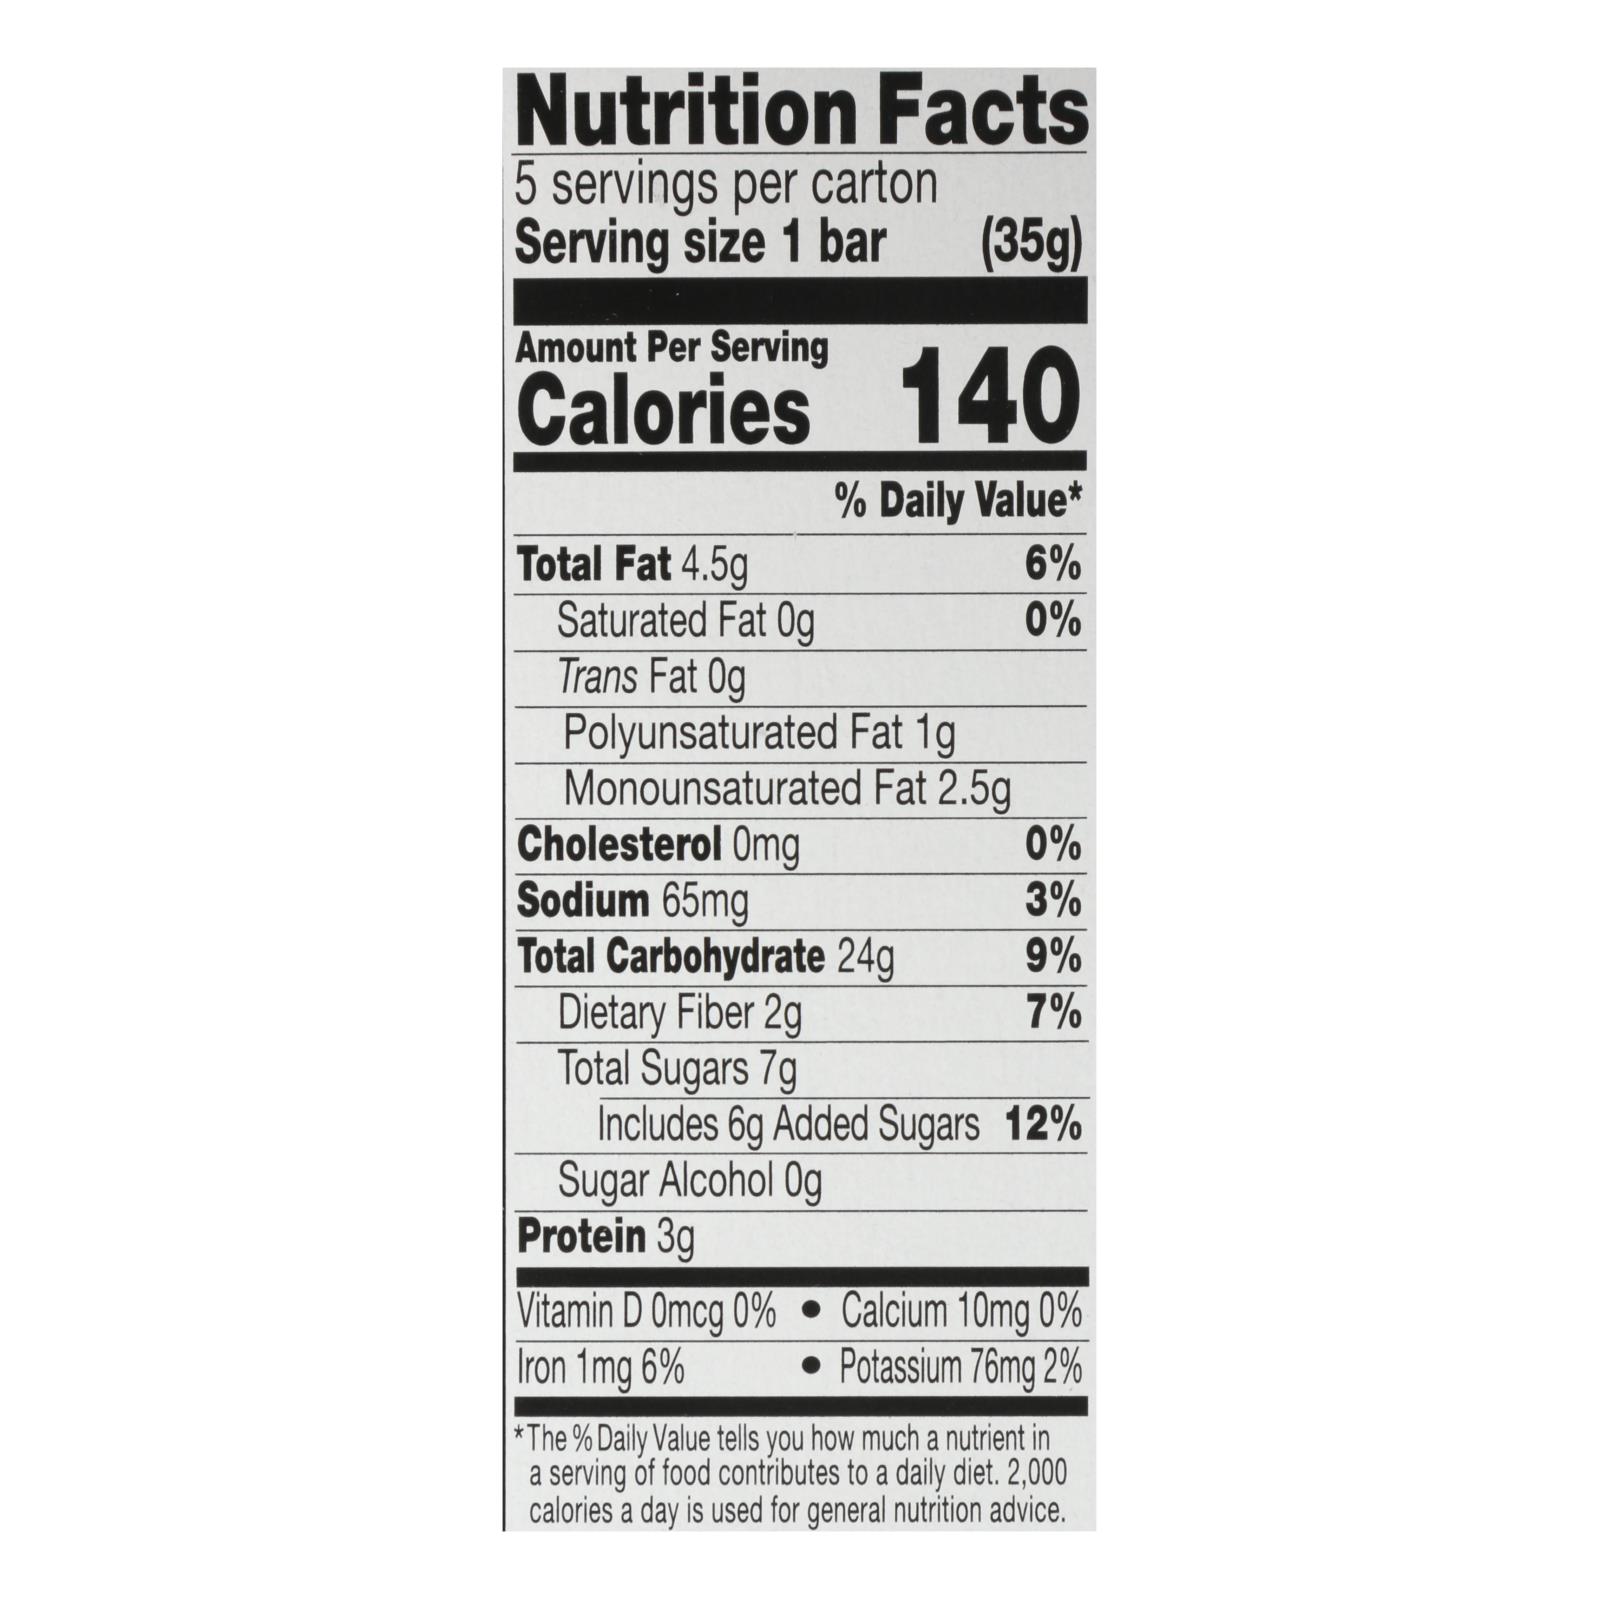 Nutrition Facts
5 servings per carton
Serving size 1 bar (35g)
Amount Per Serving
Calories 140
% Daily Value*
Total Fat 4.5g 6%
Saturated Fat 0g 0%
Trans Fat 0g
Polyunsaturated Fat 1g
Monounsaturated Fat 2.5g
Cholesterol 0mg 0%
Sodium 65mg 3%
Total Carbohydrate 24g 9%
Dietary Fiber 2g 7%
Total Sugars 7g
Includes 6g Added Sugars 12%
Sugar Alcohol 0g
Protein 3g
Vitamin D 0mcg 0% • Calcium 10mg 0%
Iron 1mg 6% • Potassium 76mg 2%
*The % Daily Value tells you how much a nutrient in
a serving of food contributes to a daily diet. 2,000
calories a day is used for general nutrition advice.